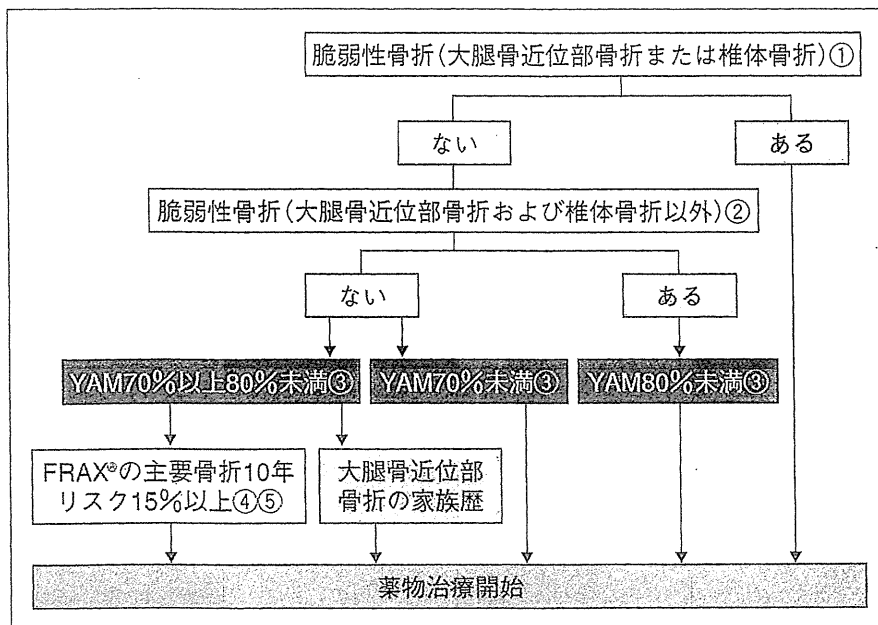 脆弱性骨折(大腿骨近位部骨折または椎体骨折)①
ない
ある
脆弱性骨折(大腿骨近位部骨折および椎体骨折以外)②
ない
ある
YAM70%以上80%未満③
YAM70%未満③
YAM80%未満③
FRAX®の主要骨折10年
リスク15%以上④⑤
大腿骨近位部
骨折の家族歴
薬物治療開始